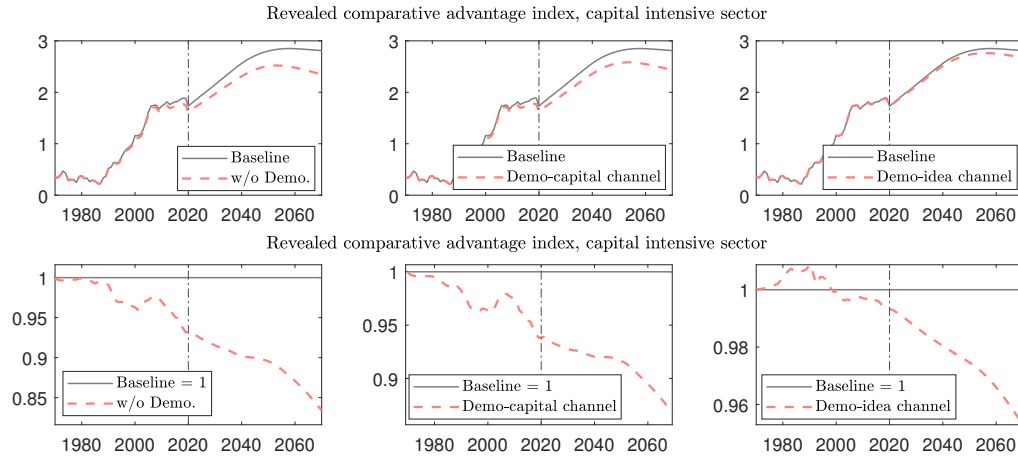 Revealed comparative advantage index, capital intensive sector
3
2
1
0
Baseline
w/o Demo.
1980 2000 2020 2040 2060
3
2
1
0
Baseline
Demo-capital channel
1980 2000 2020 2040 2060
3
2
1
0
Baseline
Demo-idea channel
1980 2000 2020 2040 2060
Revealed comparative advantage index, capital intensive sector
1
0.95
0.9
0.85
Baseline = 1
w/o Demo.
1980 2000 2020 2040 2060
1
0.95
0.9
Baseline = 1
Demo-capital channel
1980 2000 2020 2040 2060
1
0.98
0.96
Baseline = 1
Demo-idea channel
1980 2000 2020 2040 2060